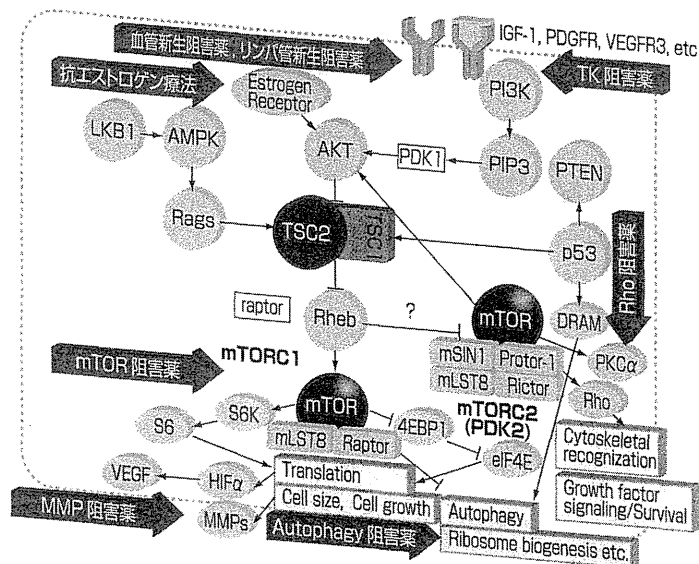 血管新生阻害薬：リンパ管新生阻害薬
IGF-1, PDGFR, VEGFR3, etc
抗エストロゲン療法
Estrogen
Receptor
PI3K
TK 阻害薬
LKB1
AMPK
AKT
PDK1
PIP3
PTEN
Rags
TSC2
TSC1
p53
Rho 阻害薬
raptor
Rheb
?
mTOR
DRAM
mSIN1
Protor-1
PKCα
mTOR 阻害薬
mTORC1
mLST8
Rictor
Rho
mTORC2
(PDK2)
S6
S6K
mTOR
4EBP1
mLST8
Raptor
eIF4E
Cytoskeletal
recognization
VEGF
HIFα
Translation
Cell size, Cell growth
Growth factor
signaling/Survival
MMP 阻害薬
MMPs
Autophagy 阻害薬
Autophagy
Ribosome biogenesis etc.